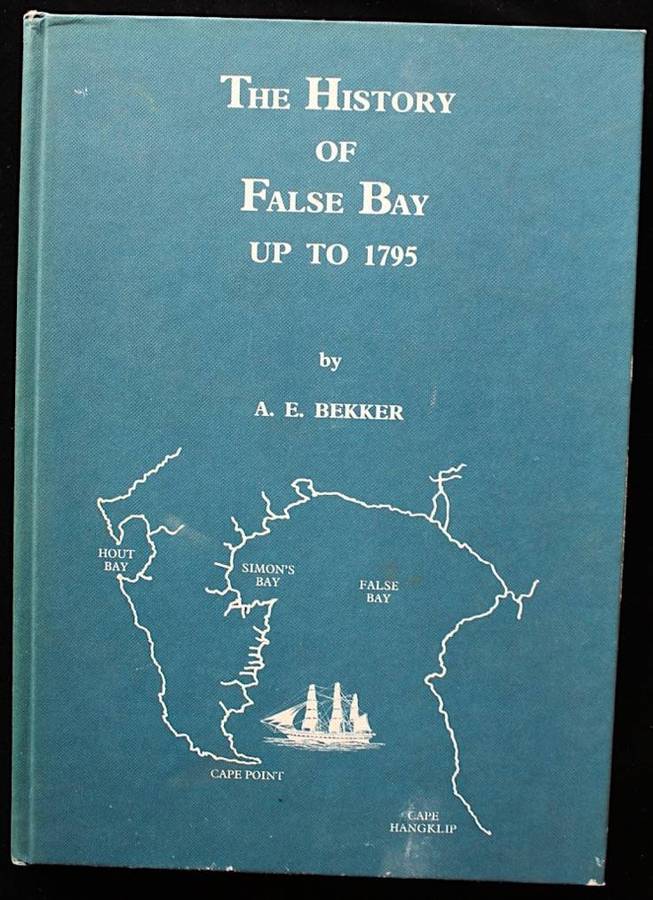 The History
of
False Bay
up to 1795
by
A. E. BEKKER
HOUT
BAY
SIMON'S
BAY
FALSE
BAY
CAPE POINT
CAPE
HANGKLIP